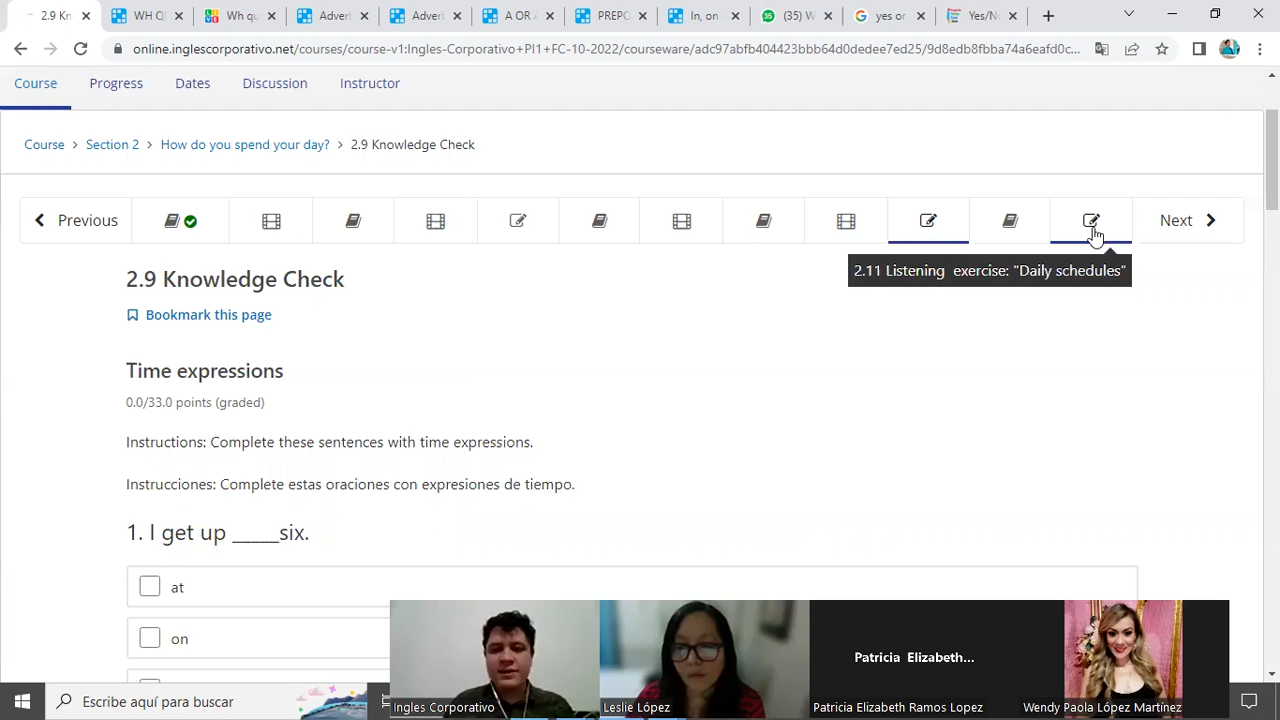 2.9 Kn
WH Q
Wh qu
Adverb
Adverb
A OR A
PREPO
In, on
(35) W
yes or
Yes/No
online.inglescorporativo.net/courses/course-v1:Ingles-Corporativo+PI1+FC-10-2022/courseware/adc97abfe404423bbb64d0dedee7ed25/9d8edb8fbba74a6eafd0c...
Course
Progress
Dates
Discussion
Instructor
Course > Section 2 > How do you spend your day? > 2.9 Knowledge Check
Previous
Next
2.11 Listening exercise: "Daily schedules"
2.9 Knowledge Check
Bookmark this page
Time expressions
0.0/33.0 points (graded)
Instructions: Complete these sentences with time expressions.
Instrucciones: Complete estas oraciones con expresiones de tiempo.
1. I get up _____six.
at
on
Patricia Elizabeth...
Ingles Corporativo
Leslie López
Patricia Elizabeth Ramos Lopez
Wendy Paola López Martínez
Escribe aquí para buscar